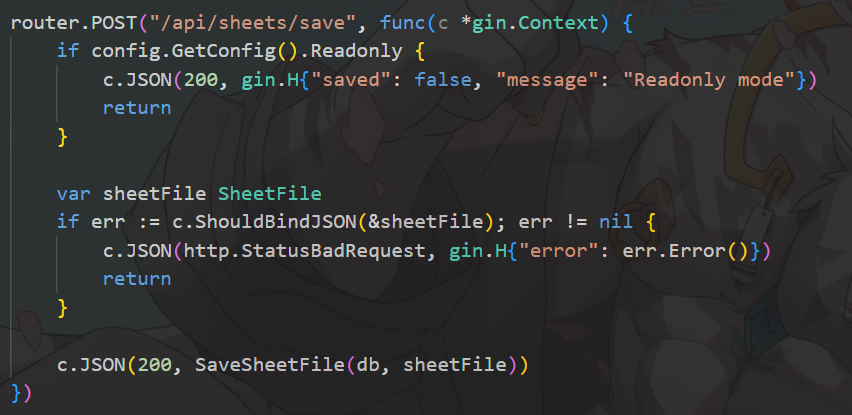 router.POST("/api/sheets/save", func(c *gin.Context) {
    if config.GetConfig().Readonly {
        c.JSON(200, gin.H{"saved": false, "message": "Readonly mode"})
        return
    }

    var sheetFile SheetFile
    if err := c.ShouldBindJSON(&sheetFile); err != nil {
        c.JSON(http.StatusBadRequest, gin.H{"error": err.Error()})
        return
    }

    c.JSON(200, SaveSheetFile(db, sheetFile))
})